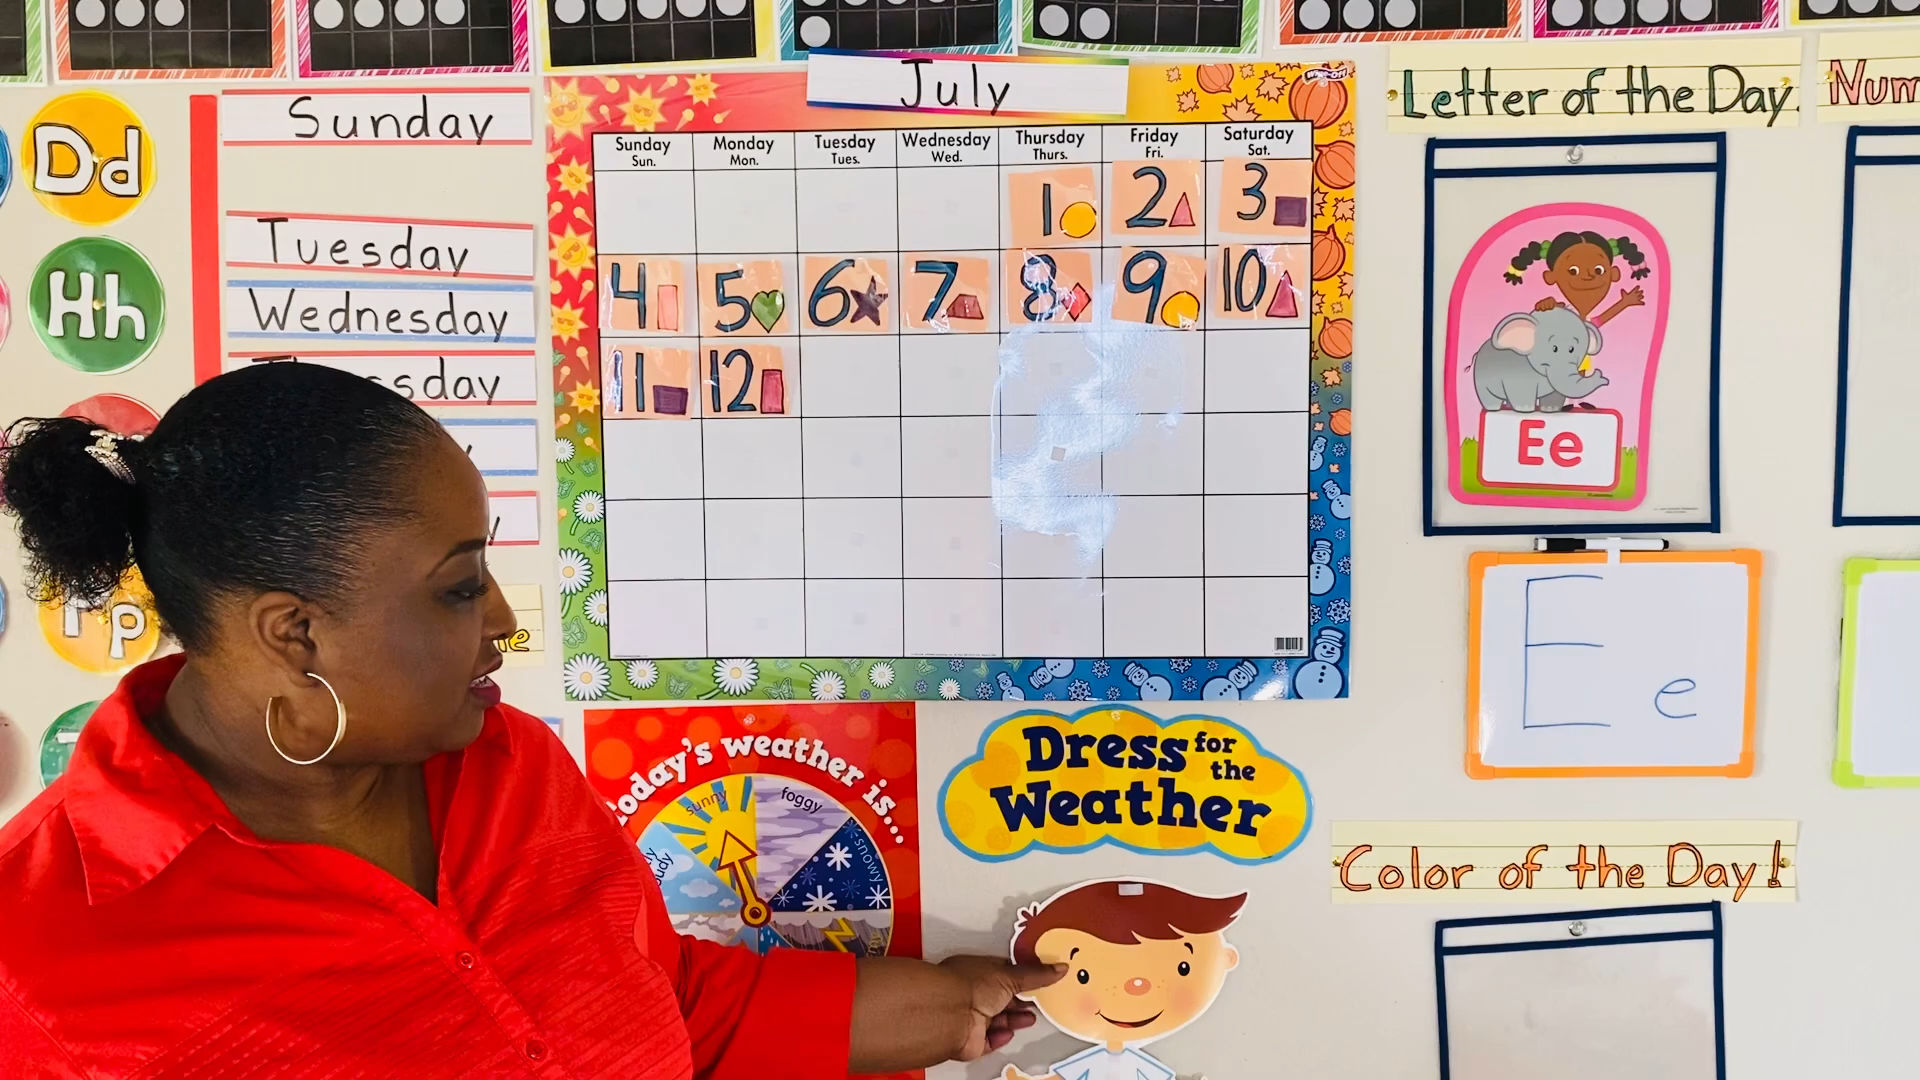 July
Sunday Monday Tuesday Wednesday Thursday Friday Saturday
Sun. Mon. Tues. Wed. Thurs. Fri. Sat.
1 2 3
4 5 6 7 8 9 10
11 12
Dd
Hh
Pp
Sunday
Tuesday
Wednesday
Letter of the Day
Ee
E e
Color of the Day!
Today's weather is...
sunny
foggy
snowy
Dress for
the
Weather